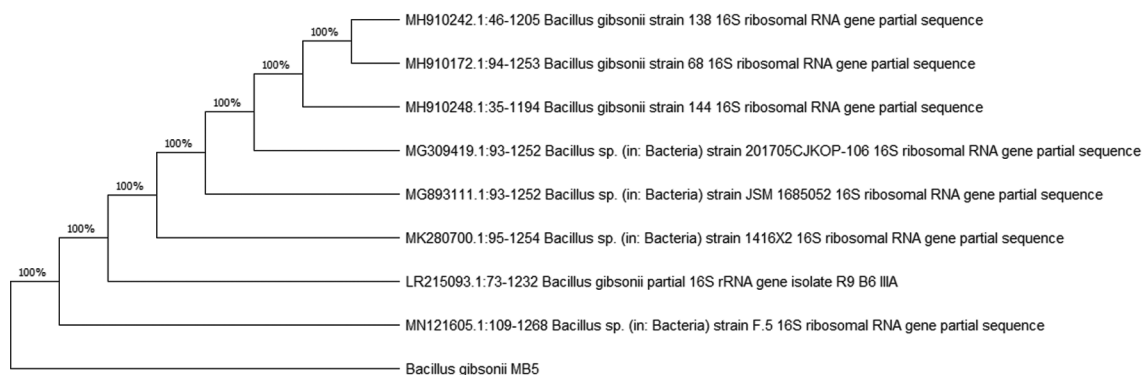 MH910242.1:46-1205 Bacillus gibsonii strain 138 16S ribosomal RNA gene partial sequence
100%
MH910172.1:94-1253 Bacillus gibsonii strain 68 16S ribosomal RNA gene partial sequence
100%
MH910248.1:35-1194 Bacillus gibsonii strain 144 16S ribosomal RNA gene partial sequence
100%
MG309419.1:93-1252 Bacillus sp. (in: Bacteria) strain 201705CJKOP-106 16S ribosomal RNA gene partial sequence
100%
MG893111.1:93-1252 Bacillus sp. (in: Bacteria) strain JSM 1685052 16S ribosomal RNA gene partial sequence
100%
MK280700.1:95-1254 Bacillus sp. (in: Bacteria) strain 1416X2 16S ribosomal RNA gene partial sequence
100%
LR215093.1:73-1232 Bacillus gibsonii partial 16S rRNA gene isolate R9 B6 IIIA
100%
MN121605.1:109-1268 Bacillus sp. (in: Bacteria) strain F.5 16S ribosomal RNA gene partial sequence
Bacillus gibsonii MB5